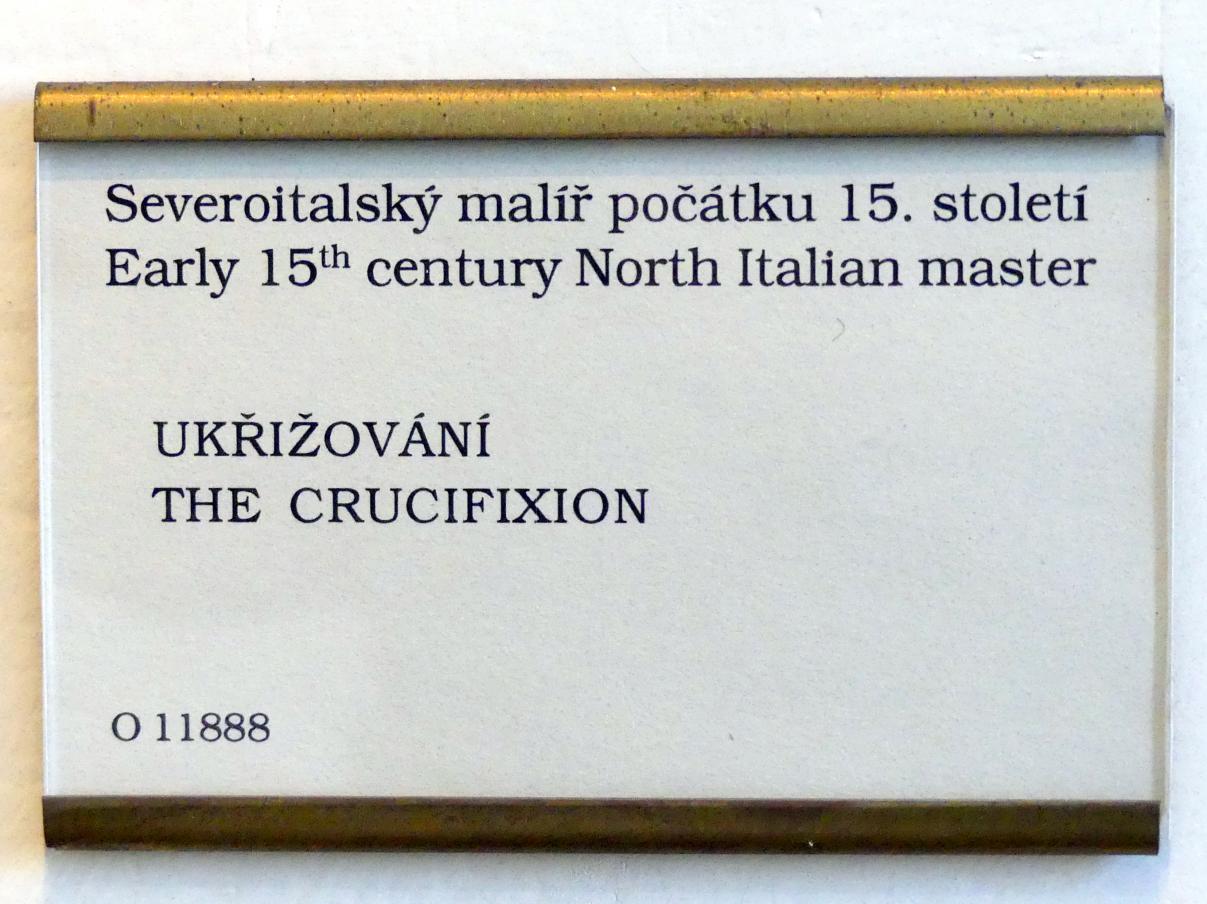 Severoitalský malíř počátku 15. století
Early 15th century North Italian master
UKŘIŽOVÁNÍ
THE CRUCIFIXION
O 11888